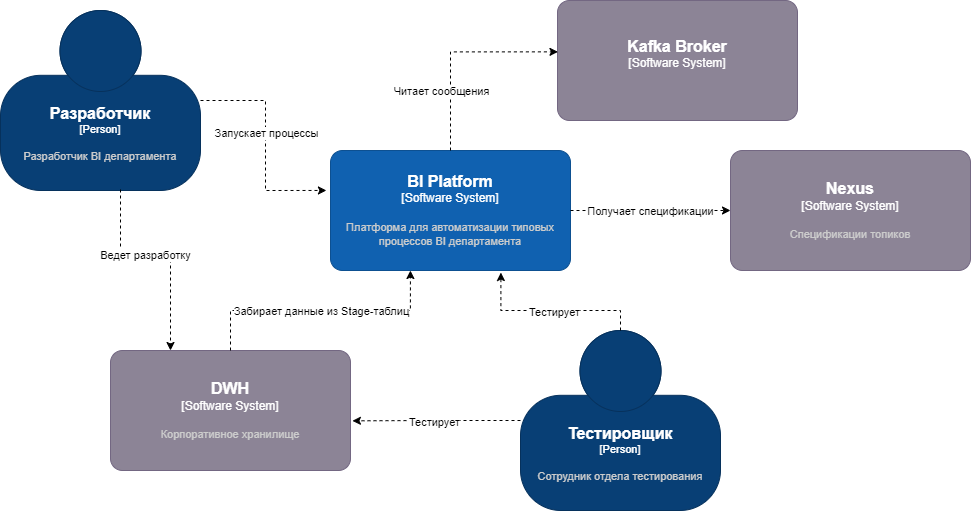 Kafka Broker
[Software System]
Читает сообщения
Разработчик
[Person]
Разработчик BI департамента
Запускает процессы
BI Platform
[Software System]
Платформа для автоматизации типовых
процессов BI департамента
Получает спецификации
Nexus
[Software System]
Спецификации топиков
Ведет разработку
Забирает данные из Stage-таблиц
Тестирует
DWH
[Software System]
Корпоративное хранилище
Тестирует
Тестировщик
[Person]
Сотрудник отдела тестирования